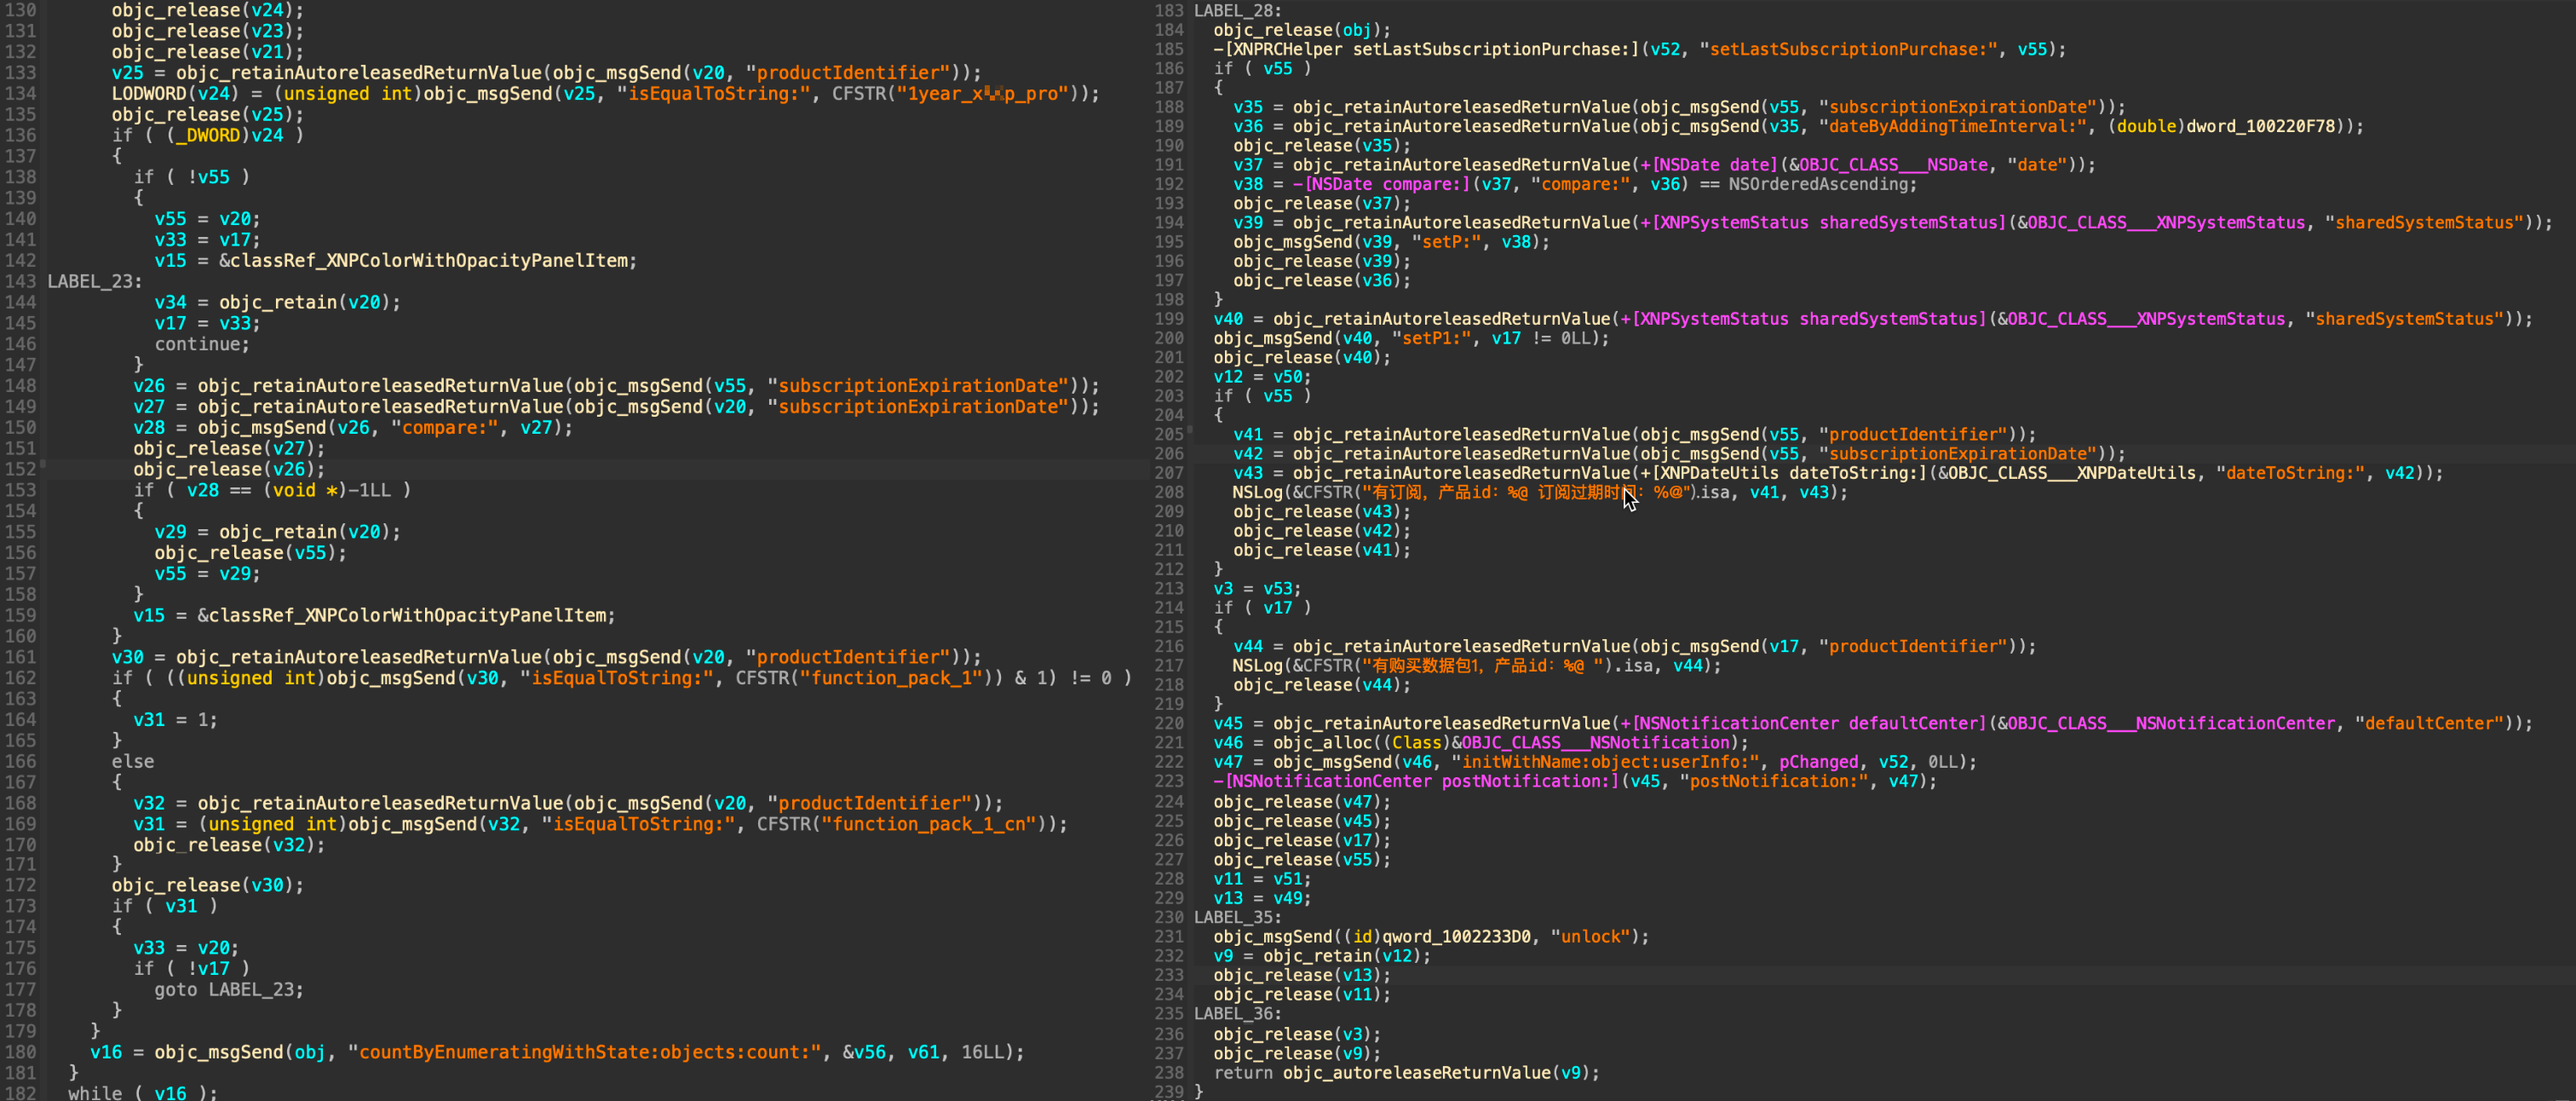 130 objc_release(v24);
131 objc_release(v23);
132 objc_release(v21);
133 v25 = objc_retainAutoreleasedReturnValue(objc_msgSend(v20, "productIdentifier"));
134 LODWORD(v24) = (unsigned int)objc_msgSend(v25, "isEqualToString:", CFSTR("1year_x p_pro"));
135 objc_release(v25);
136 if ( (_DWORD)v24 )
137 {
138 if ( !v55 )
139 {
140 v55 = v20;
141 v33 = v17;
142 v15 = &classRef_XNPColorWithOpacityPanelItem;
143 LABEL_23:
144 v34 = objc_retain(v20);
145 v17 = v33;
146 continue;
147 }
148 v26 = objc_retainAutoreleasedReturnValue(objc_msgSend(v55, "subscriptionExpirationDate"));
149 v27 = objc_retainAutoreleasedReturnValue(objc_msgSend(v20, "subscriptionExpirationDate"));
150 v28 = objc_msgSend(v26, "compare:", v27);
151 objc_release(v27);
152 objc_release(v26);
153 if ( v28 == (void *)-1LL )
154 {
155 v29 = objc_retain(v20);
156 objc_release(v55);
157 v55 = v29;
158 }
159 v15 = &classRef_XNPColorWithOpacityPanelItem;
160 }
161 v30 = objc_retainAutoreleasedReturnValue(objc_msgSend(v20, "productIdentifier"));
162 if ( ((unsigned int)objc_msgSend(v30, "isEqualToString:", CFSTR("function_pack_1")) & 1) != 0 )
163 {
164 v31 = 1;
165 }
166 else
167 {
168 v32 = objc_retainAutoreleasedReturnValue(objc_msgSend(v20, "productIdentifier"));
169 v31 = (unsigned int)objc_msgSend(v32, "isEqualToString:", CFSTR("function_pack_1_cn"));
170 objc_release(v32);
171 }
172 objc_release(v30);
173 if ( v31 )
174 {
175 v33 = v20;
176 if ( !v17 )
177 goto LABEL_23;
178 }
179 }
180 v16 = objc_msgSend(obj, "countByEnumeratingWithState:objects:count:", &v56, v61, 16LL);
181 }
182 while ( v16 );
183 LABEL_28:
184 objc_release(obj);
185 -[XNPRCHelper setLastSubscriptionPurchase:](v52, "setLastSubscriptionPurchase:", v55);
186 if ( v55 )
187 {
188 v35 = objc_retainAutoreleasedReturnValue(objc_msgSend(v55, "subscriptionExpirationDate"));
189 v36 = objc_retainAutoreleasedReturnValue(objc_msgSend(v35, "dateByAddingTimeInterval:", (double)dword_100220F78));
190 objc_release(v35);
191 v37 = objc_retainAutoreleasedReturnValue(+[NSDate date](&OBJC_CLASS___NSDate, "date"));
192 v38 = -[NSDate compare:](v37, "compare:", v36) == NSOrderedAscending;
193 objc_release(v37);
194 v39 = objc_retainAutoreleasedReturnValue(+[XNPSystemStatus sharedSystemStatus](&OBJC_CLASS___XNPSystemStatus, "sharedSystemStatus"));
195 objc_msgSend(v39, "setP:", v38);
196 objc_release(v39);
197 objc_release(v36);
198 }
199 v40 = objc_retainAutoreleasedReturnValue(+[XNPSystemStatus sharedSystemStatus](&OBJC_CLASS___XNPSystemStatus, "sharedSystemStatus"));
200 objc_msgSend(v40, "setP1:", v17 != 0LL);
201 objc_release(v40);
202 v12 = v50;
203 if ( v55 )
204 {
205 v41 = objc_retainAutoreleasedReturnValue(objc_msgSend(v55, "productIdentifier"));
206 v42 = objc_retainAutoreleasedReturnValue(objc_msgSend(v55, "subscriptionExpirationDate"));
207 v43 = objc_retainAutoreleasedReturnValue(+[XNPDateUtils dateToString:](&OBJC_CLASS___XNPDateUtils, "dateToString:", v42));
208 NSLog(&CFSTR("有订阅, 产品id: %@ 订阅过期时间: %@").isa, v41, v43);
209 objc_release(v43);
210 objc_release(v42);
211 objc_release(v41);
212 }
213 v3 = v53;
214 if ( v17 )
215 {
216 v44 = objc_retainAutoreleasedReturnValue(objc_msgSend(v17, "productIdentifier"));
217 NSLog(&CFSTR("有购买数据包1, 产品id: %@ ").isa, v44);
218 objc_release(v44);
219 }
220 v45 = objc_retainAutoreleasedReturnValue(+[NSNotificationCenter defaultCenter](&OBJC_CLASS___NSNotificationCenter, "defaultCenter"));
221 v46 = objc_alloc((Class)&OBJC_CLASS___NSNotification);
222 v47 = objc_msgSend(v46, "initWithName:object:userInfo:", pChanged, v52, 0LL);
223 -[NSNotificationCenter postNotification:](v45, "postNotification:", v47);
224 objc_release(v47);
225 objc_release(v45);
226 objc_release(v17);
227 objc_release(v55);
228 v11 = v51;
229 v13 = v49;
230 LABEL_35:
231 objc_msgSend((id)qword_1002233D0, "unlock");
232 v9 = objc_retain(v12);
233 objc_release(v13);
234 objc_release(v11);
235 LABEL_36:
236 objc_release(v3);
237 objc_release(v9);
238 return objc_autoreleaseReturnValue(v9);
239 }